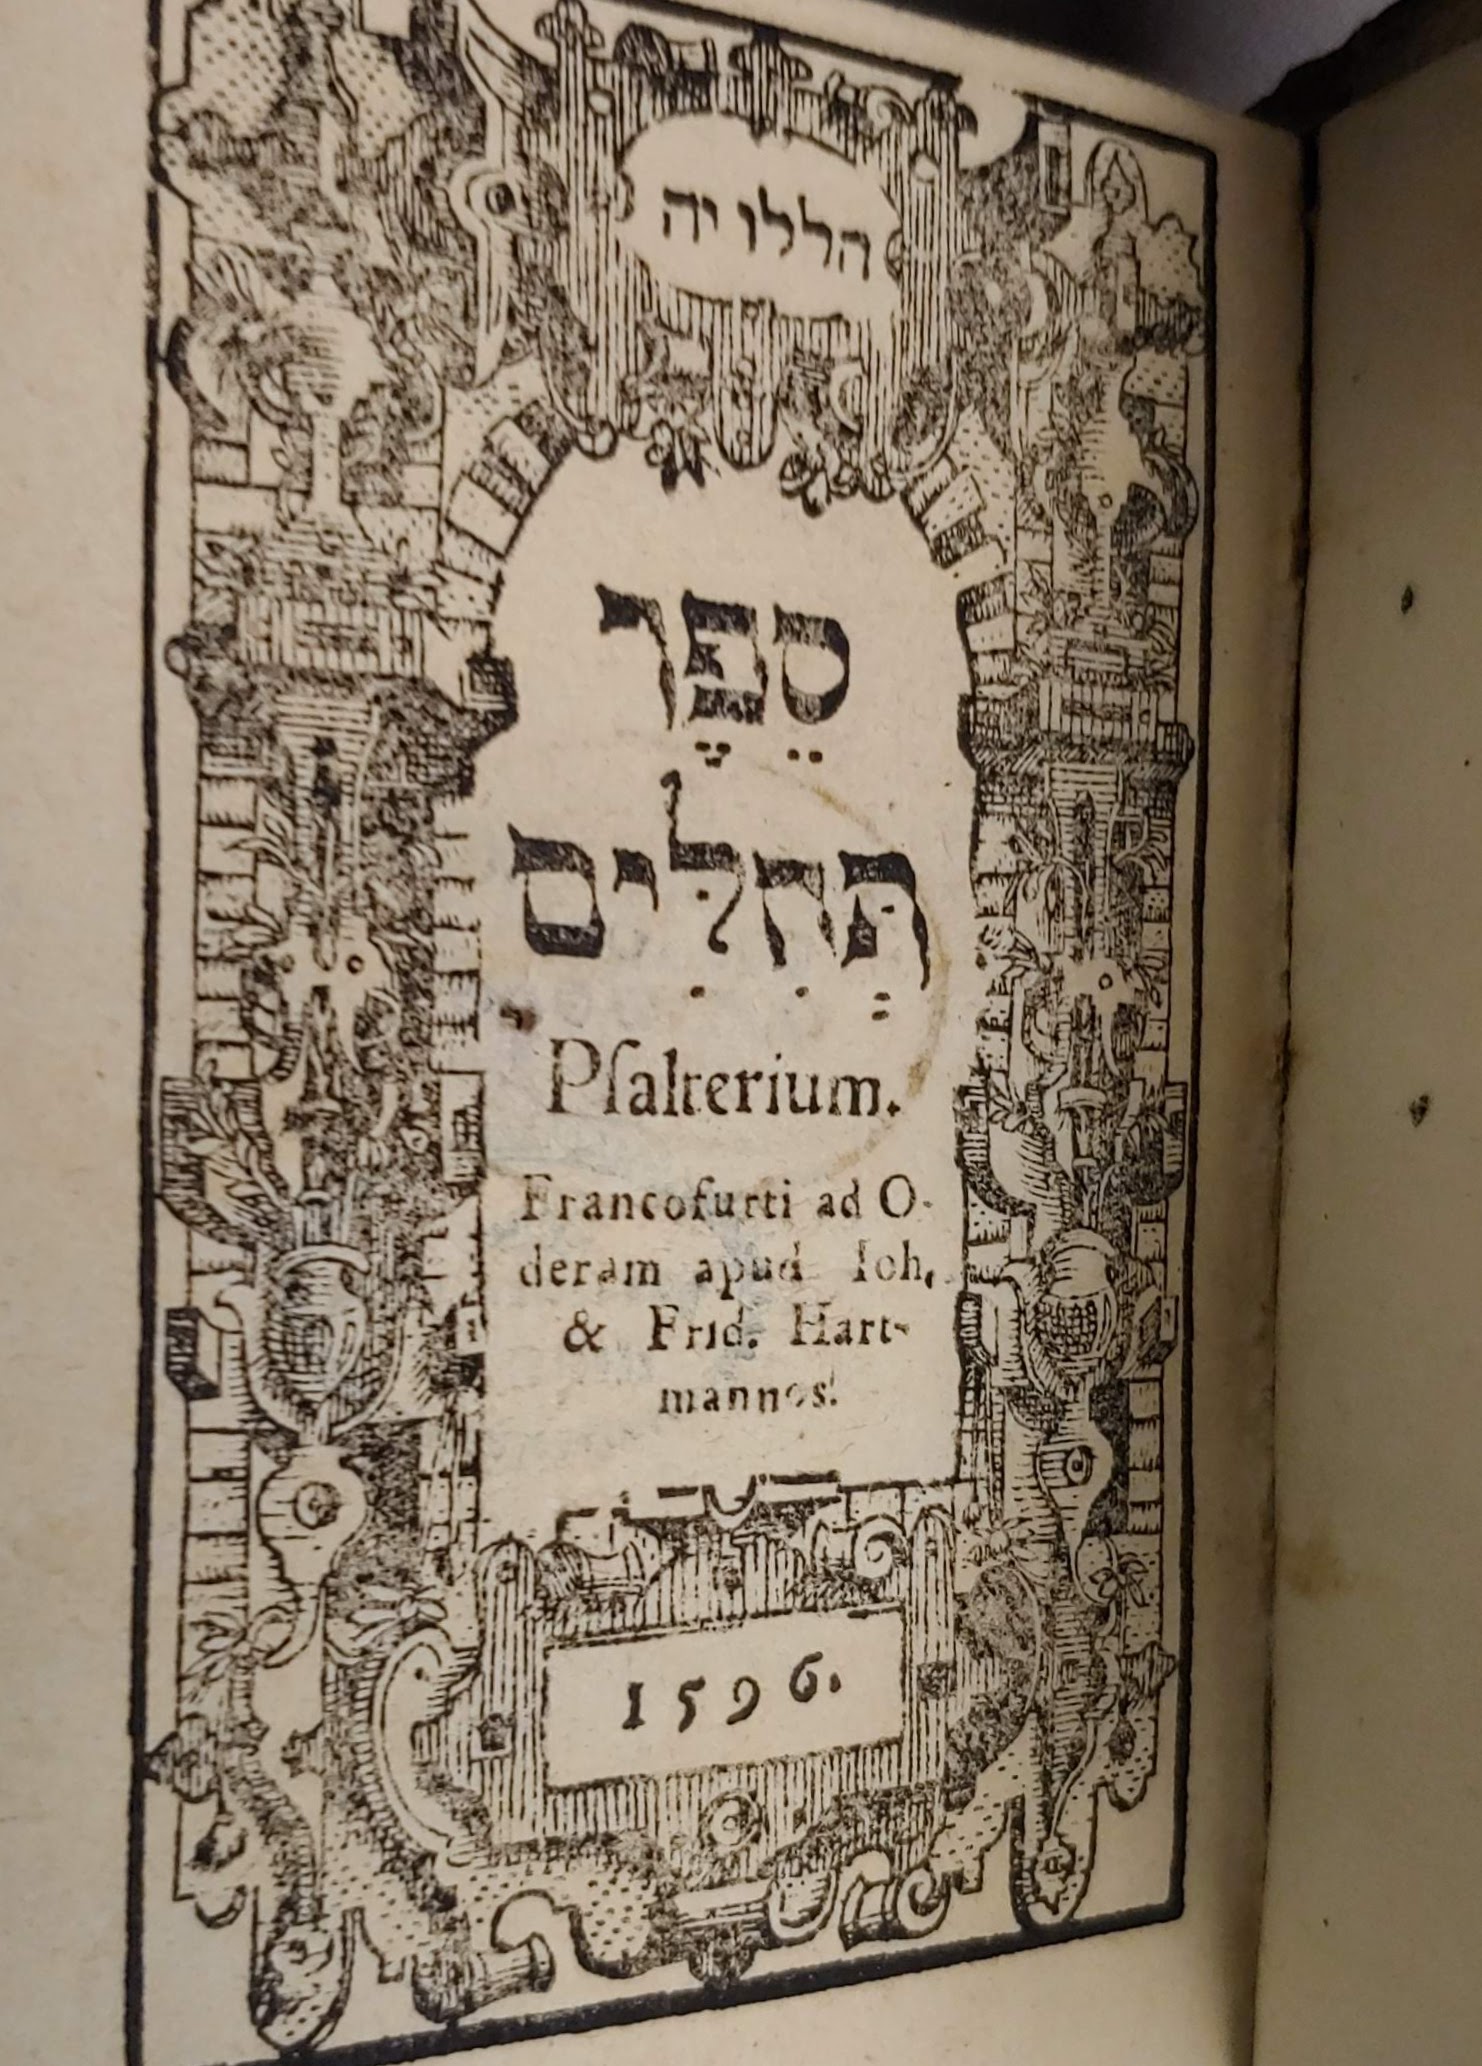 הללו יה
סֵפֶר
תְּהִלִּים
Pſalterium.
Francofurti ad O-
deram apud Ioh.
& Frid. Hart-
mannos.
1596.